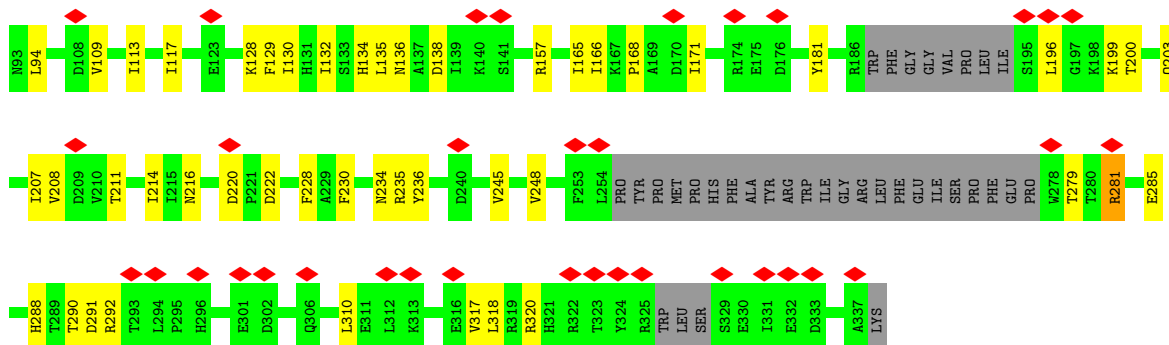 N93 L94 D108 V109 I113 I117 E123 K128 F129 I130 H131 I132 S133 H134 L135 N136 A137 D138 I139 K140 S141 R157 I165 I166 K167 P168 A169 D170 I171 R174 E175 D176 Y181 R186 TRP PHE GLY GLY VAL PRO LEU ILE S195 L196 G197 K198 K199 T200 Q203
I207 V208 D209 V210 T211 I214 I215 N216 D220 P221 D222 F228 A229 F230 N234 R235 Y236 D240 V245 V248 F253 L254 PRO TYR PRO MET PRO HIS PHE ALA TYR ARG TRP ILE GLY ARG LEU PHE GLU ILE SER PRO PHE GLU PRO W278 T279 T280 R281 E285
H288 T289 T290 D291 R292 T293 L294 P295 H296 E301 D302 Q306 L310 E311 L312 K313 E316 V317 L318 R319 R320 H321 R322 T323 Y324 R325 TRP LEU SER S329 E330 I331 E332 D333 A337 LYS